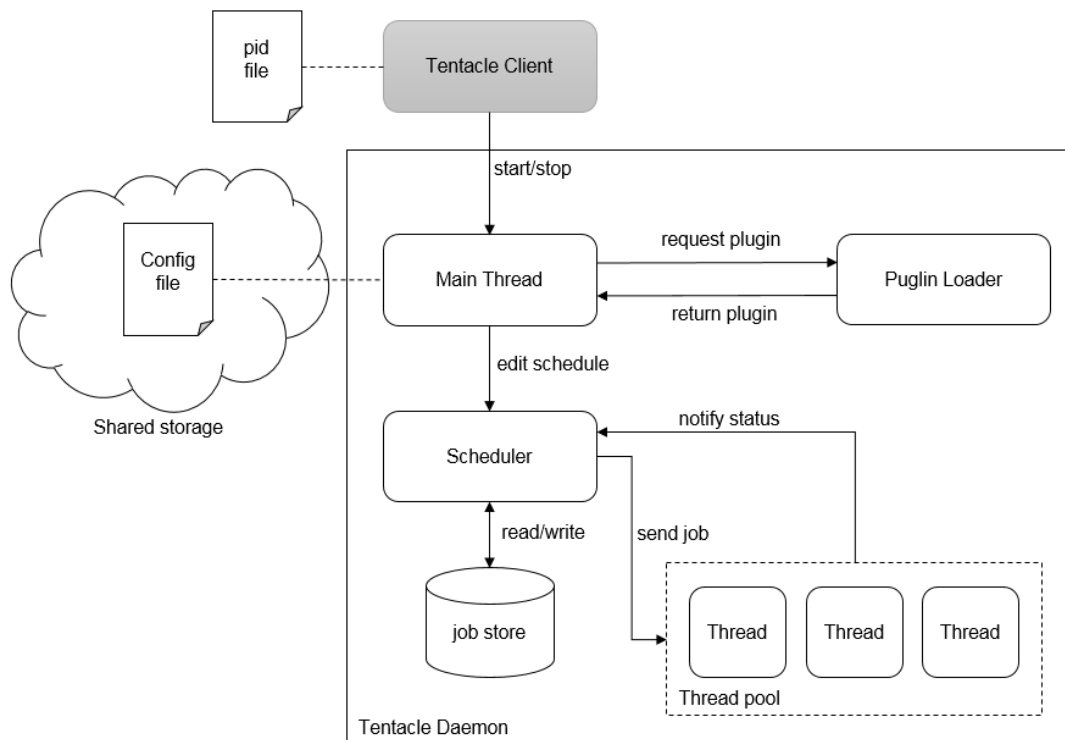 pid
file
Tentacle Client
start/stop
Config
file
Main Thread
request plugin
return plugin
Puglin Loader
Shared storage
edit schedule
notify status
Scheduler
read/write
send job
job store
Thread
Thread
Thread
Thread pool
Tentacle Daemon